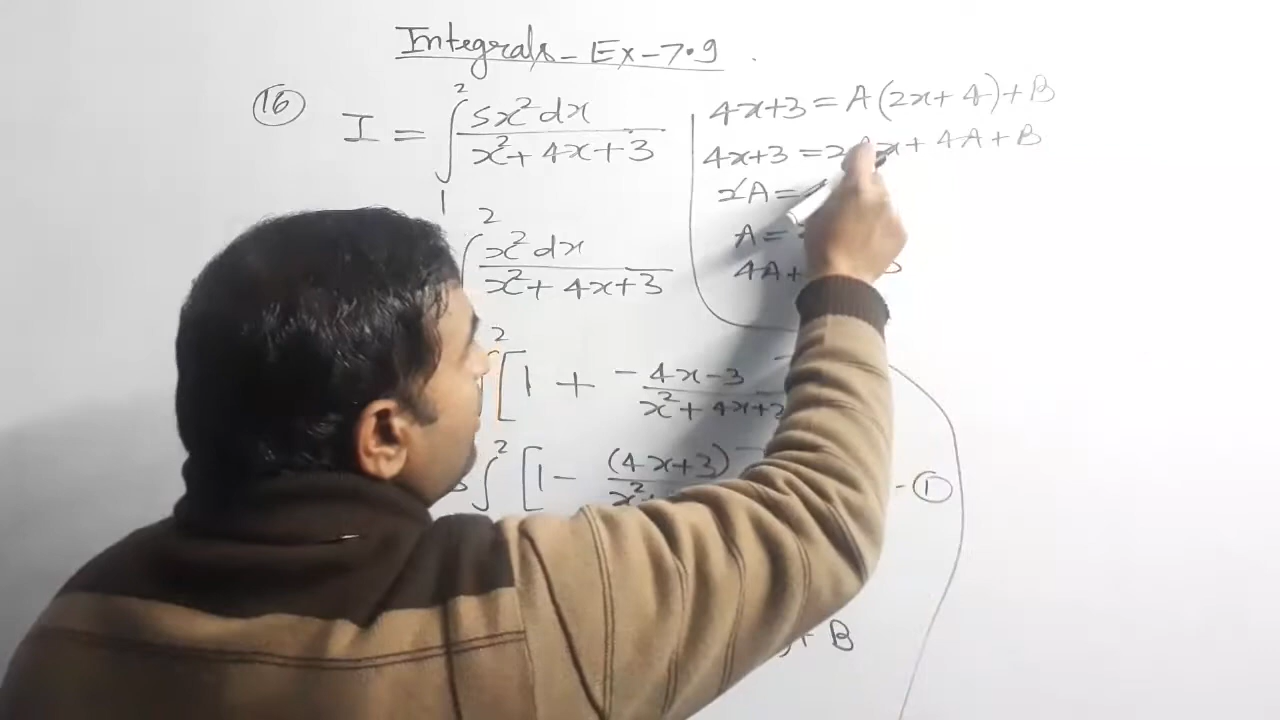 Integrals - Ex-7.9
16
I = ∫₁² 5x² dx / x² + 4x + 3
∫² x² dx / x² + 4x + 3
∫² [1 + -4x-3 / x² + 4x +
∫² [1 - (4x+3) / x²
- ①
+ B
4x+3 = A(2x+4)+B
4x+3 = 2Ax + 4A + B
2A =
A =
4A +